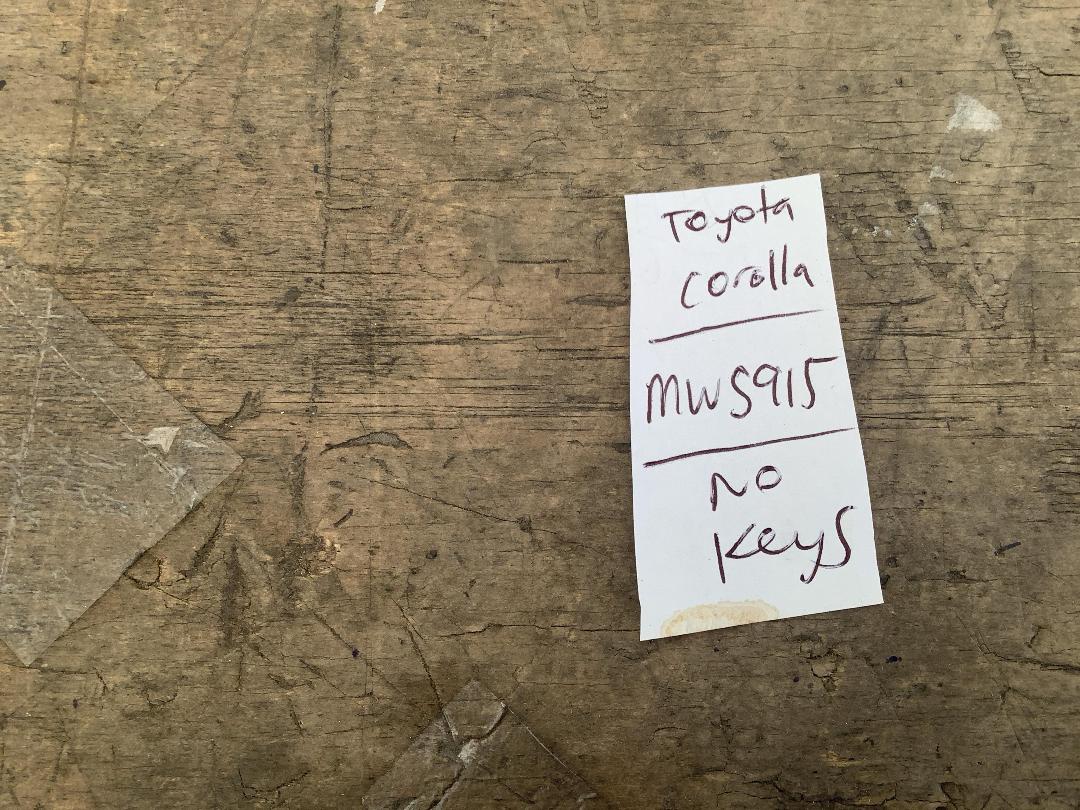 Toyota
Corolla
MWS915
NO
Keys